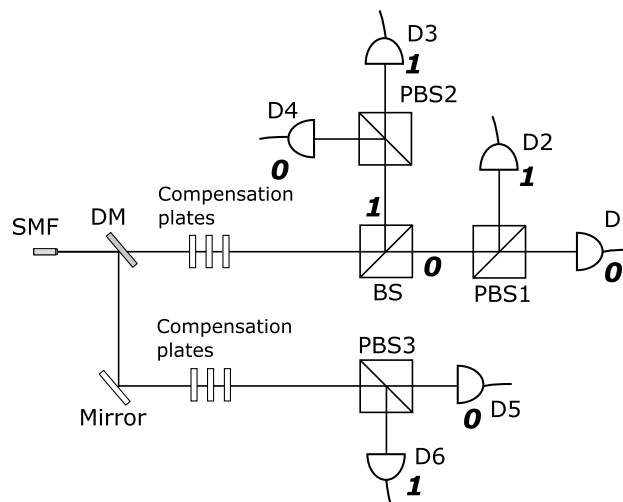 D3
1
PBS2
D4
0
D2
1
Compensation
plates
SMF
DM
1
0
D
0
BS
PBS1
Compensation
plates
PBS3
Mirror
0
D5
D6
1